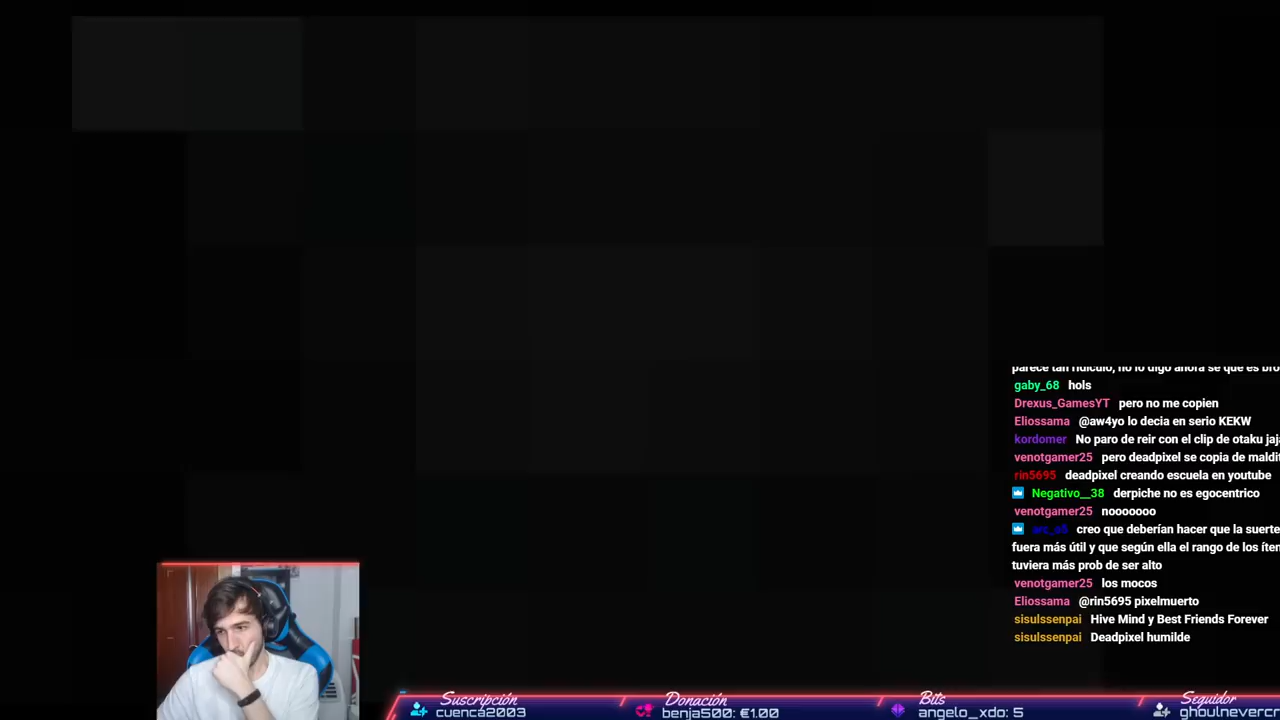 gaby_68 hols
Drexus_GamesYT pero no me copien
Eliossama @aw4yo lo decia en serio KEKW
kordomer No paro de reir con el clip de otaku jaja
venotgamer25 pero deadpixel se copia de maldit
rin5695 deadpixel creando escuela en youtube
Negativo__38 derpiche no es egocentrico
venotgamer25 nooooooo
creo que deberían hacer que la suerte
fuera más útil y que según ella el rango de los íten
tuviera más prob de ser alto
venotgamer25 los mocos
Eliossama @rin5695 pixelmuerto
sisulssenpai Hive Mind y Best Friends Forever
sisulssenpai Deadpixel humilde
Suscripción Donación Bits Seguidor
cuenca2003 benja500: €1.00 angelo_xdo: 5 ghoulnevercr